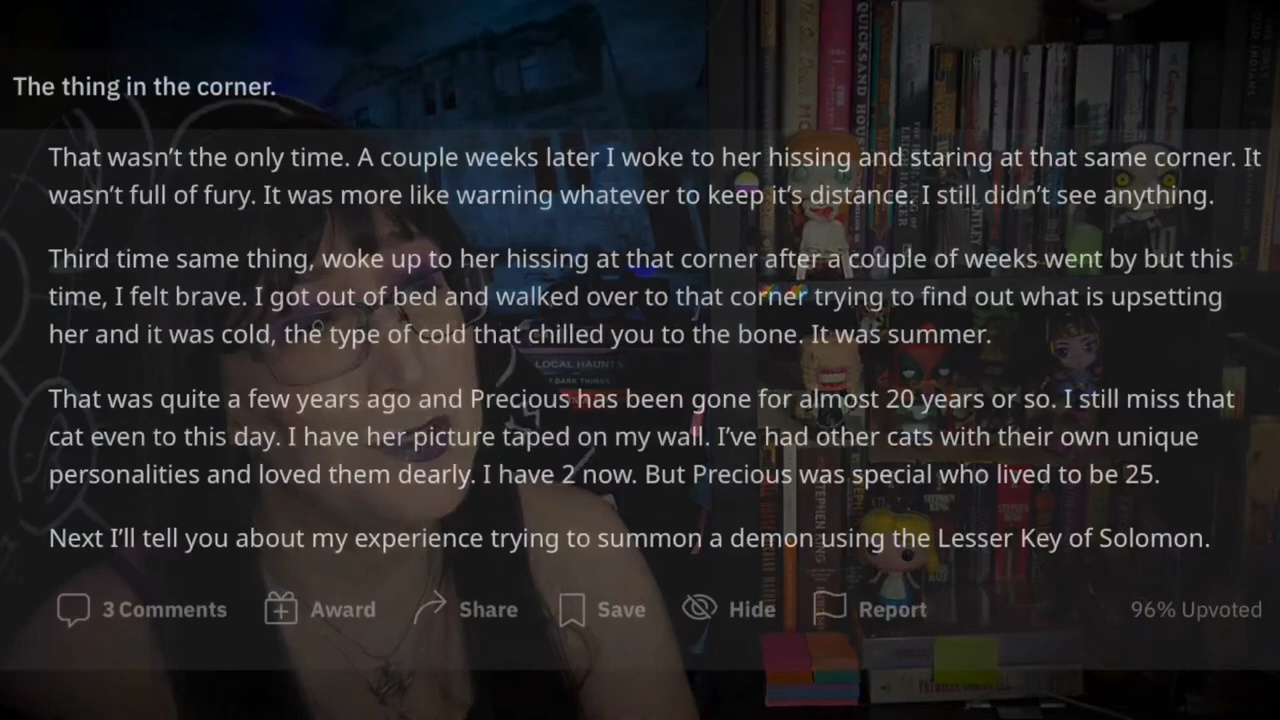 The thing in the corner.
That wasn't the only time. A couple weeks later I woke to her hissing and staring at that same corner. It
wasn't full of fury. It was more like warning whatever to keep it's distance. I still didn't see anything.
Third time same thing, woke up to her hissing at that corner after a couple of weeks went by but this
time, I felt brave. I got out of bed and walked over to that corner trying to find out what is upsetting
her and it was cold, the type of cold that chilled you to the bone. It was summer.
That was quite a few years ago and Precious has been gone for almost 20 years or so. I still miss that
cat even to this day. I have her picture taped on my wall. I've had other cats with their own unique
personalities and loved them dearly. I have 2 now. But Precious was special who lived to be 25.
Next I'll tell you about my experience trying to summon a demon using the Lesser Key of Solomon.
3 Comments Award Share Save Hide Report 96% Upvoted
LOCAL HAUNTS
DARK THINGS
QUICKSAND HOU
STEPHEN KING